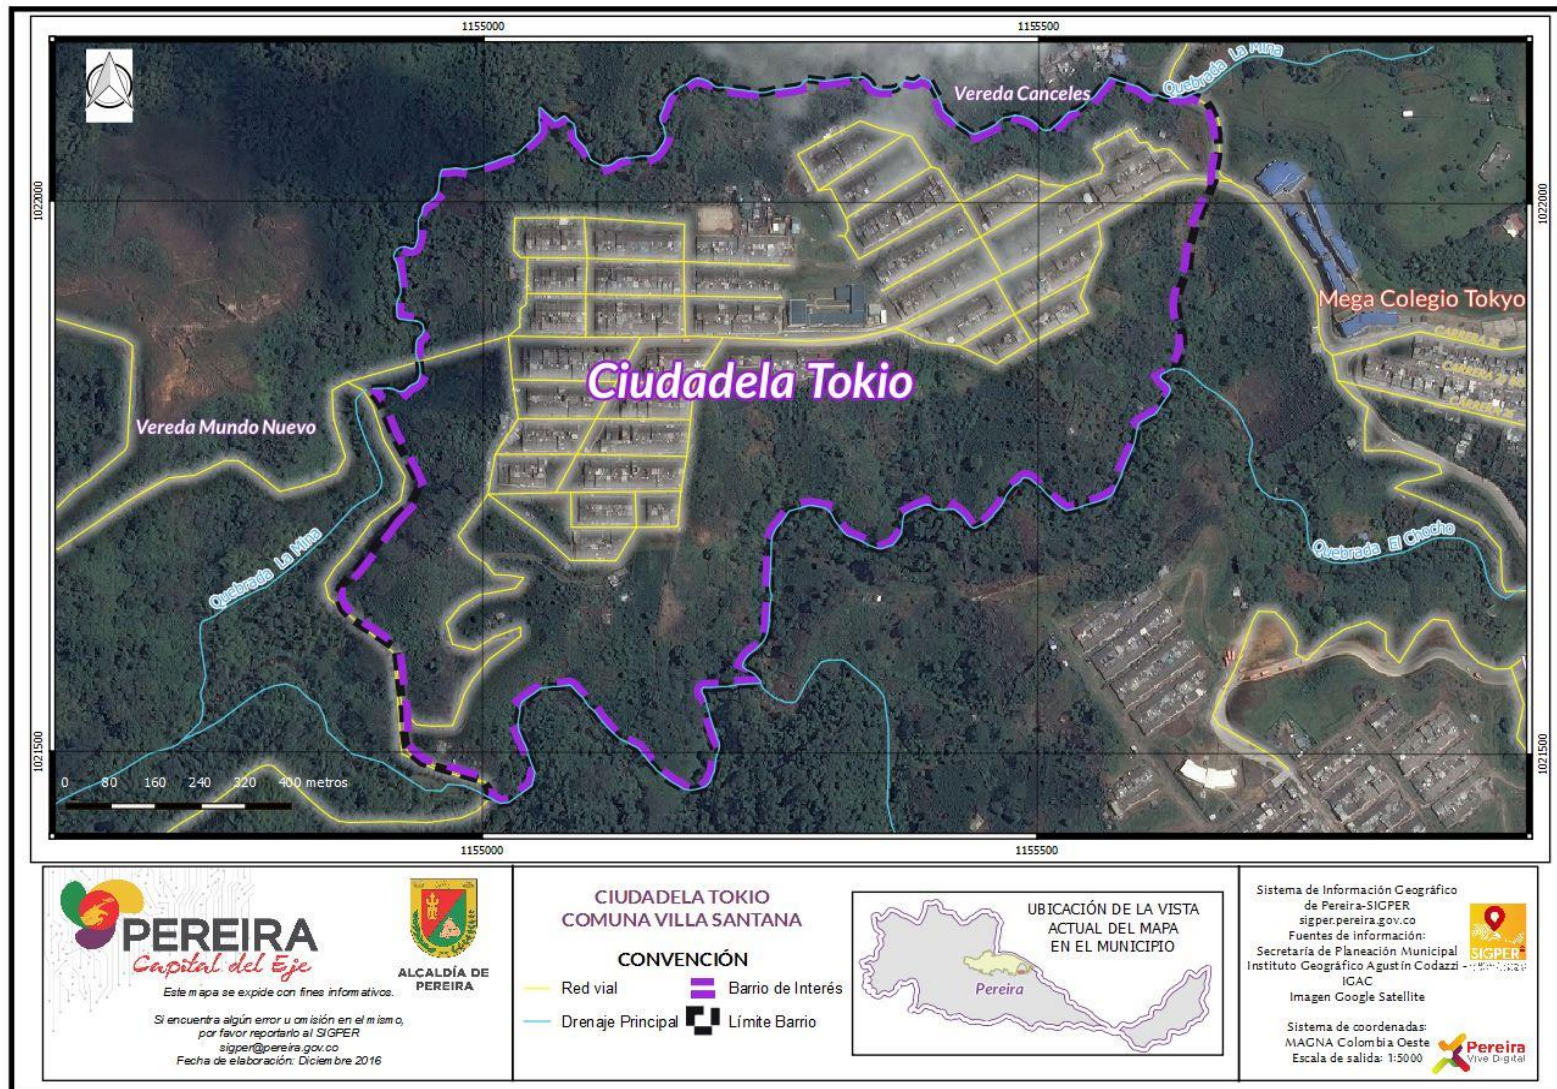 1155000
1155500
Quebrada La Mina
Vereda Canceles
1022000
1022000
Mega Colegio Tokyo
Ciudadela Tokio
Vereda Mundo Nuevo
Quebrada La Mina
Quebrada El Chocho
1021500
1021500
0 80 160 240 320 400 metros
1155000
1155500
PEREIRA
Capital del Eje
ALCALDÍA DE
PEREIRA
Este mapa se expide con fines informativos.
Si encuentra algún error u omisión en el mismo,
por favor reportarlo al SIGPER
sigper@pereira.gov.co
Fecha de elaboración: Diciembre 2016
CIUDADELA TOKIO
COMUNA VILLA SANTANA
CONVENCIÓN
Red vial
Barrio de Interés
Drenaje Principal
Límite Barrio
UBICACIÓN DE LA VISTA
ACTUAL DEL MAPA
EN EL MUNICIPIO
Pereira
Sistema de Información Geográfico
de Pereira-SIGPER
sigper.pereira.gov.co
Fuentes de información:
Secretaría de Planeación Municipal
Instituto Geográfico Agustín Codazzi -
IGAC
Imagen Google Satellite
SIGPER
Sistema de coordenadas:
MAGNA Colombia Oeste
Escala de salida: 1:5000
Pereira
Vive Digital